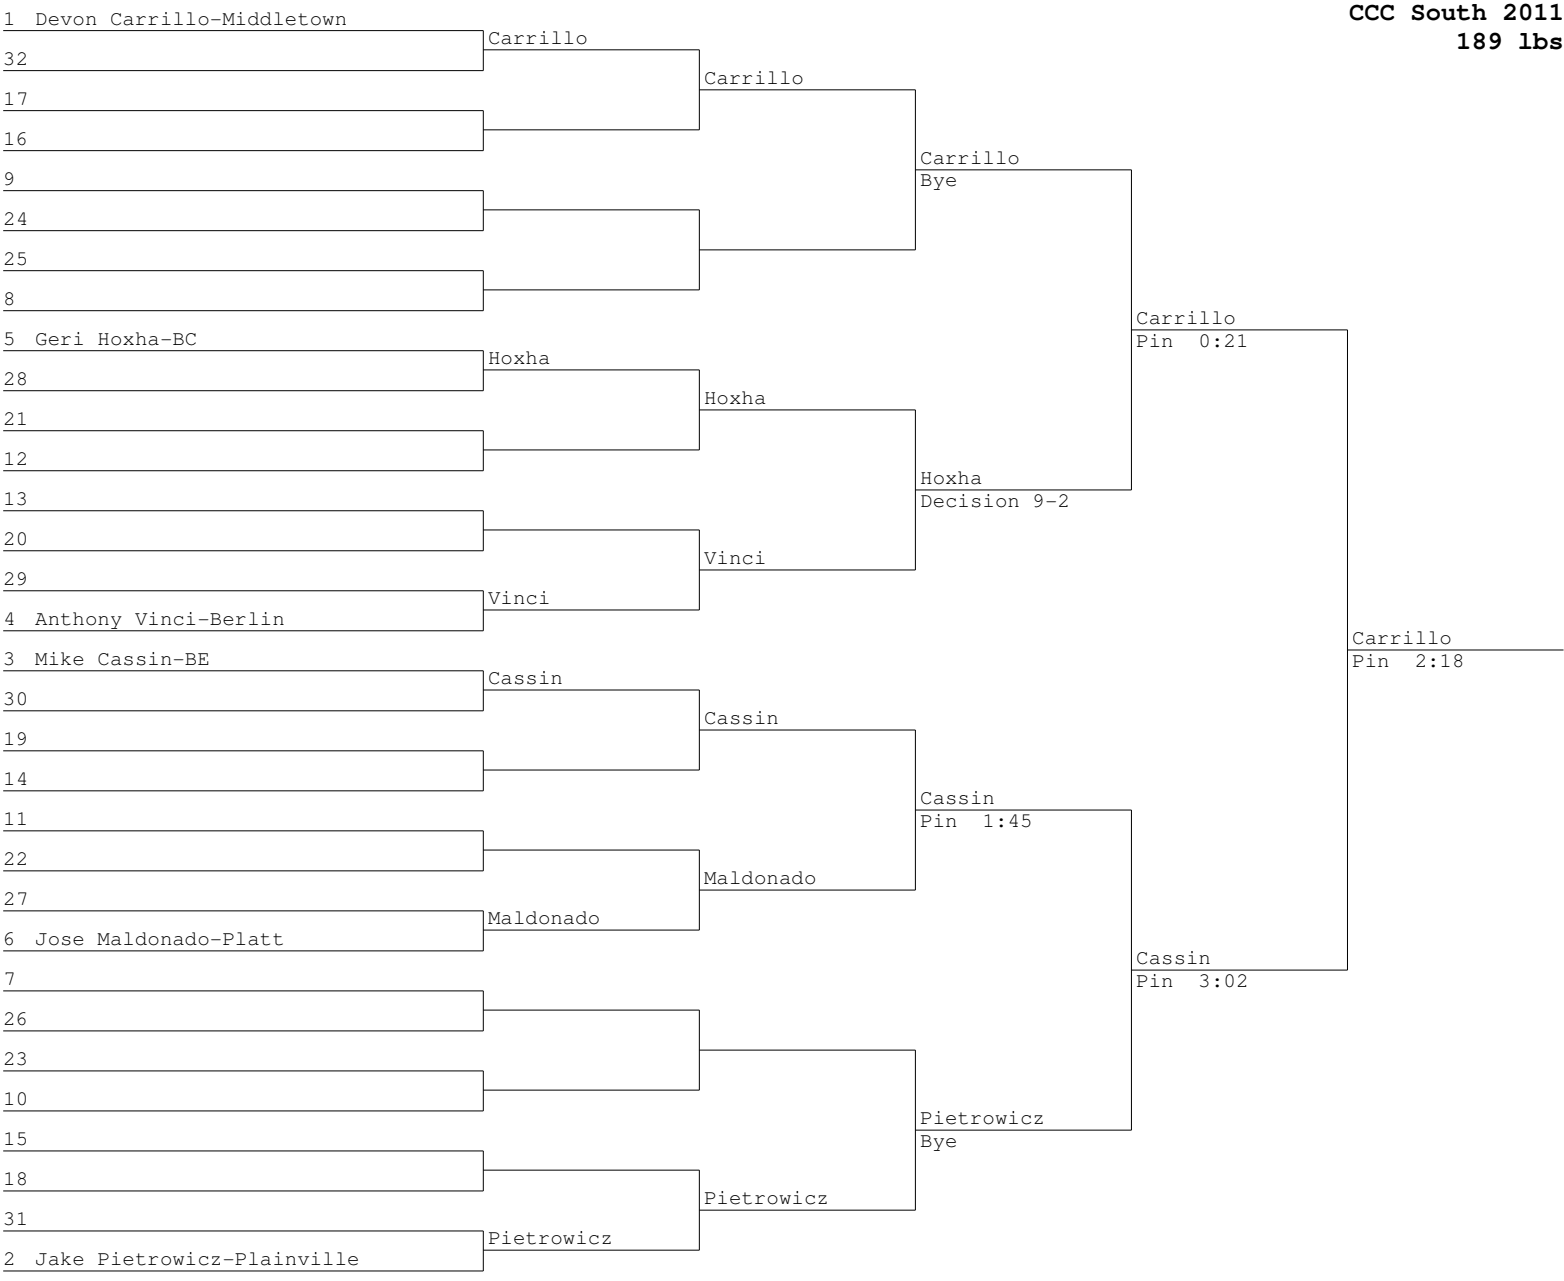 CCC South 2011
189 lbs
1 Devon Carrillo-Middletown
32
17
16
9
24
25
8
5 Geri Hoxha-BC
28
21
12
13
20
29
4 Anthony Vinci-Berlin
3 Mike Cassin-BE
30
19
14
11
22
27
6 Jose Maldonado-Platt
7
26
23
10
15
18
31
2 Jake Pietrowicz-Plainville
Carrillo
Hoxha
Vinci
Cassin
Maldonado
Pietrowicz
Carrillo
Hoxha
Vinci
Cassin
Maldonado
Pietrowicz
Carrillo
Bye
Hoxha
Decision 9-2
Cassin
Pin 1:45
Pietrowicz
Bye
Carrillo
Pin 0:21
Cassin
Pin 3:02
Carrillo
Pin 2:18